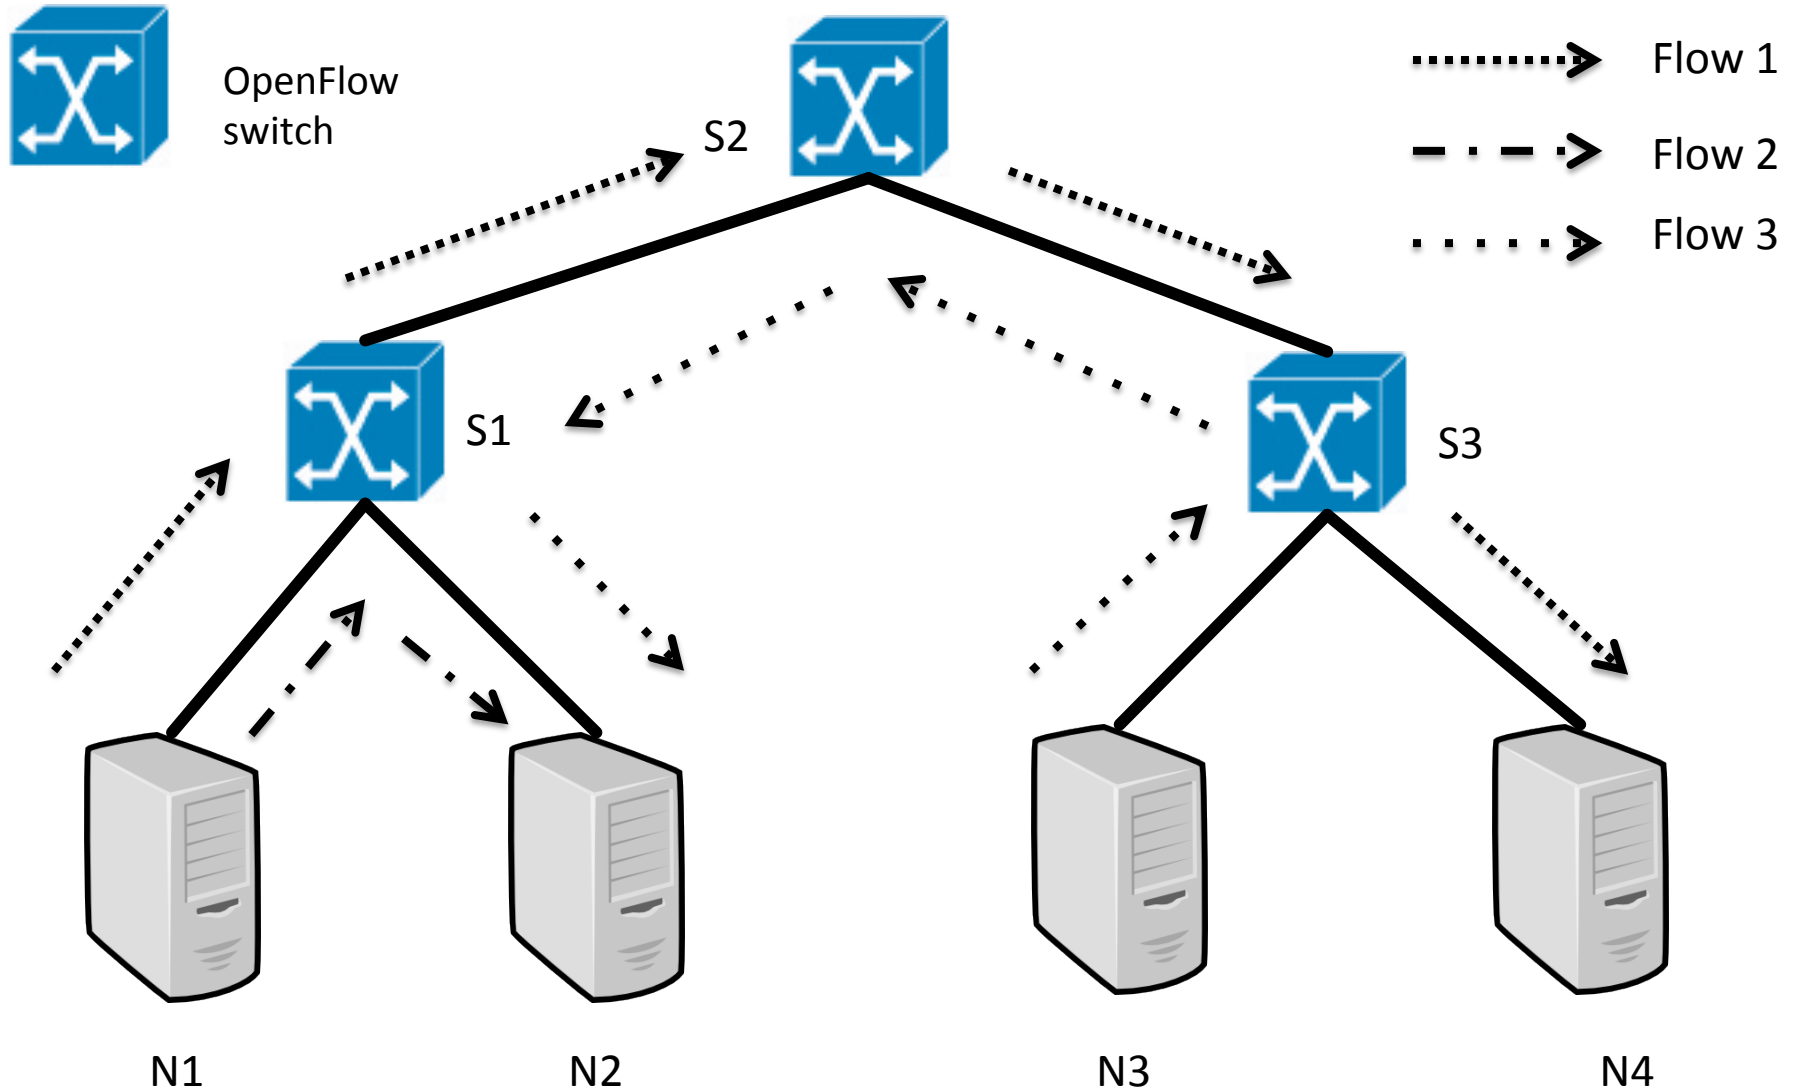 OpenFlow
switch
S2
Flow 1
Flow 2
Flow 3
S1
S3
N1
N2
N3
N4